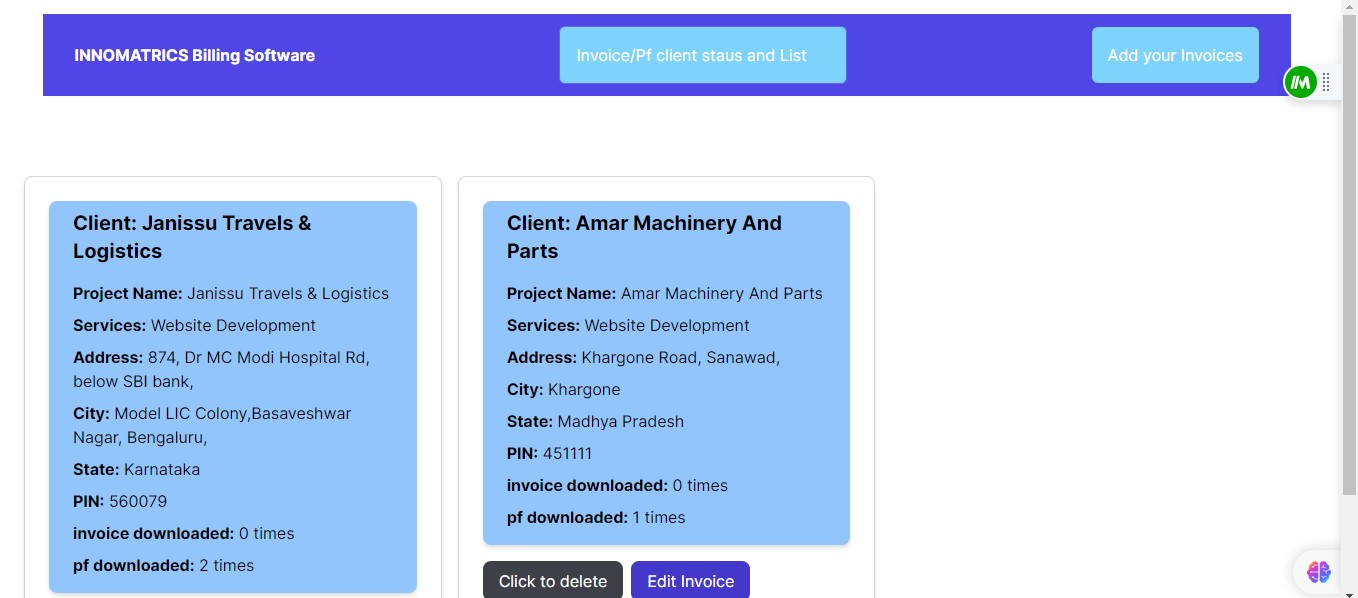 INNOMATRICS Billing Software
Invoice/Pf client staus and List
Add your Invoices
Client: Janissu Travels &
Logistics
Project Name: Janissu Travels & Logistics
Services: Website Development
Address: 874, Dr MC Modi Hospital Rd,
below SBI bank,
City: Model LIC Colony,Basaveshwar
Nagar, Bengaluru,
State: Karnataka
PIN: 560079
invoice downloaded: 0 times
pf downloaded: 2 times
Client: Amar Machinery And
Parts
Project Name: Amar Machinery And Parts
Services: Website Development
Address: Khargone Road, Sanawad,
City: Khargone
State: Madhya Pradesh
PIN: 451111
invoice downloaded: 0 times
pf downloaded: 1 times
Click to delete
Edit Invoice